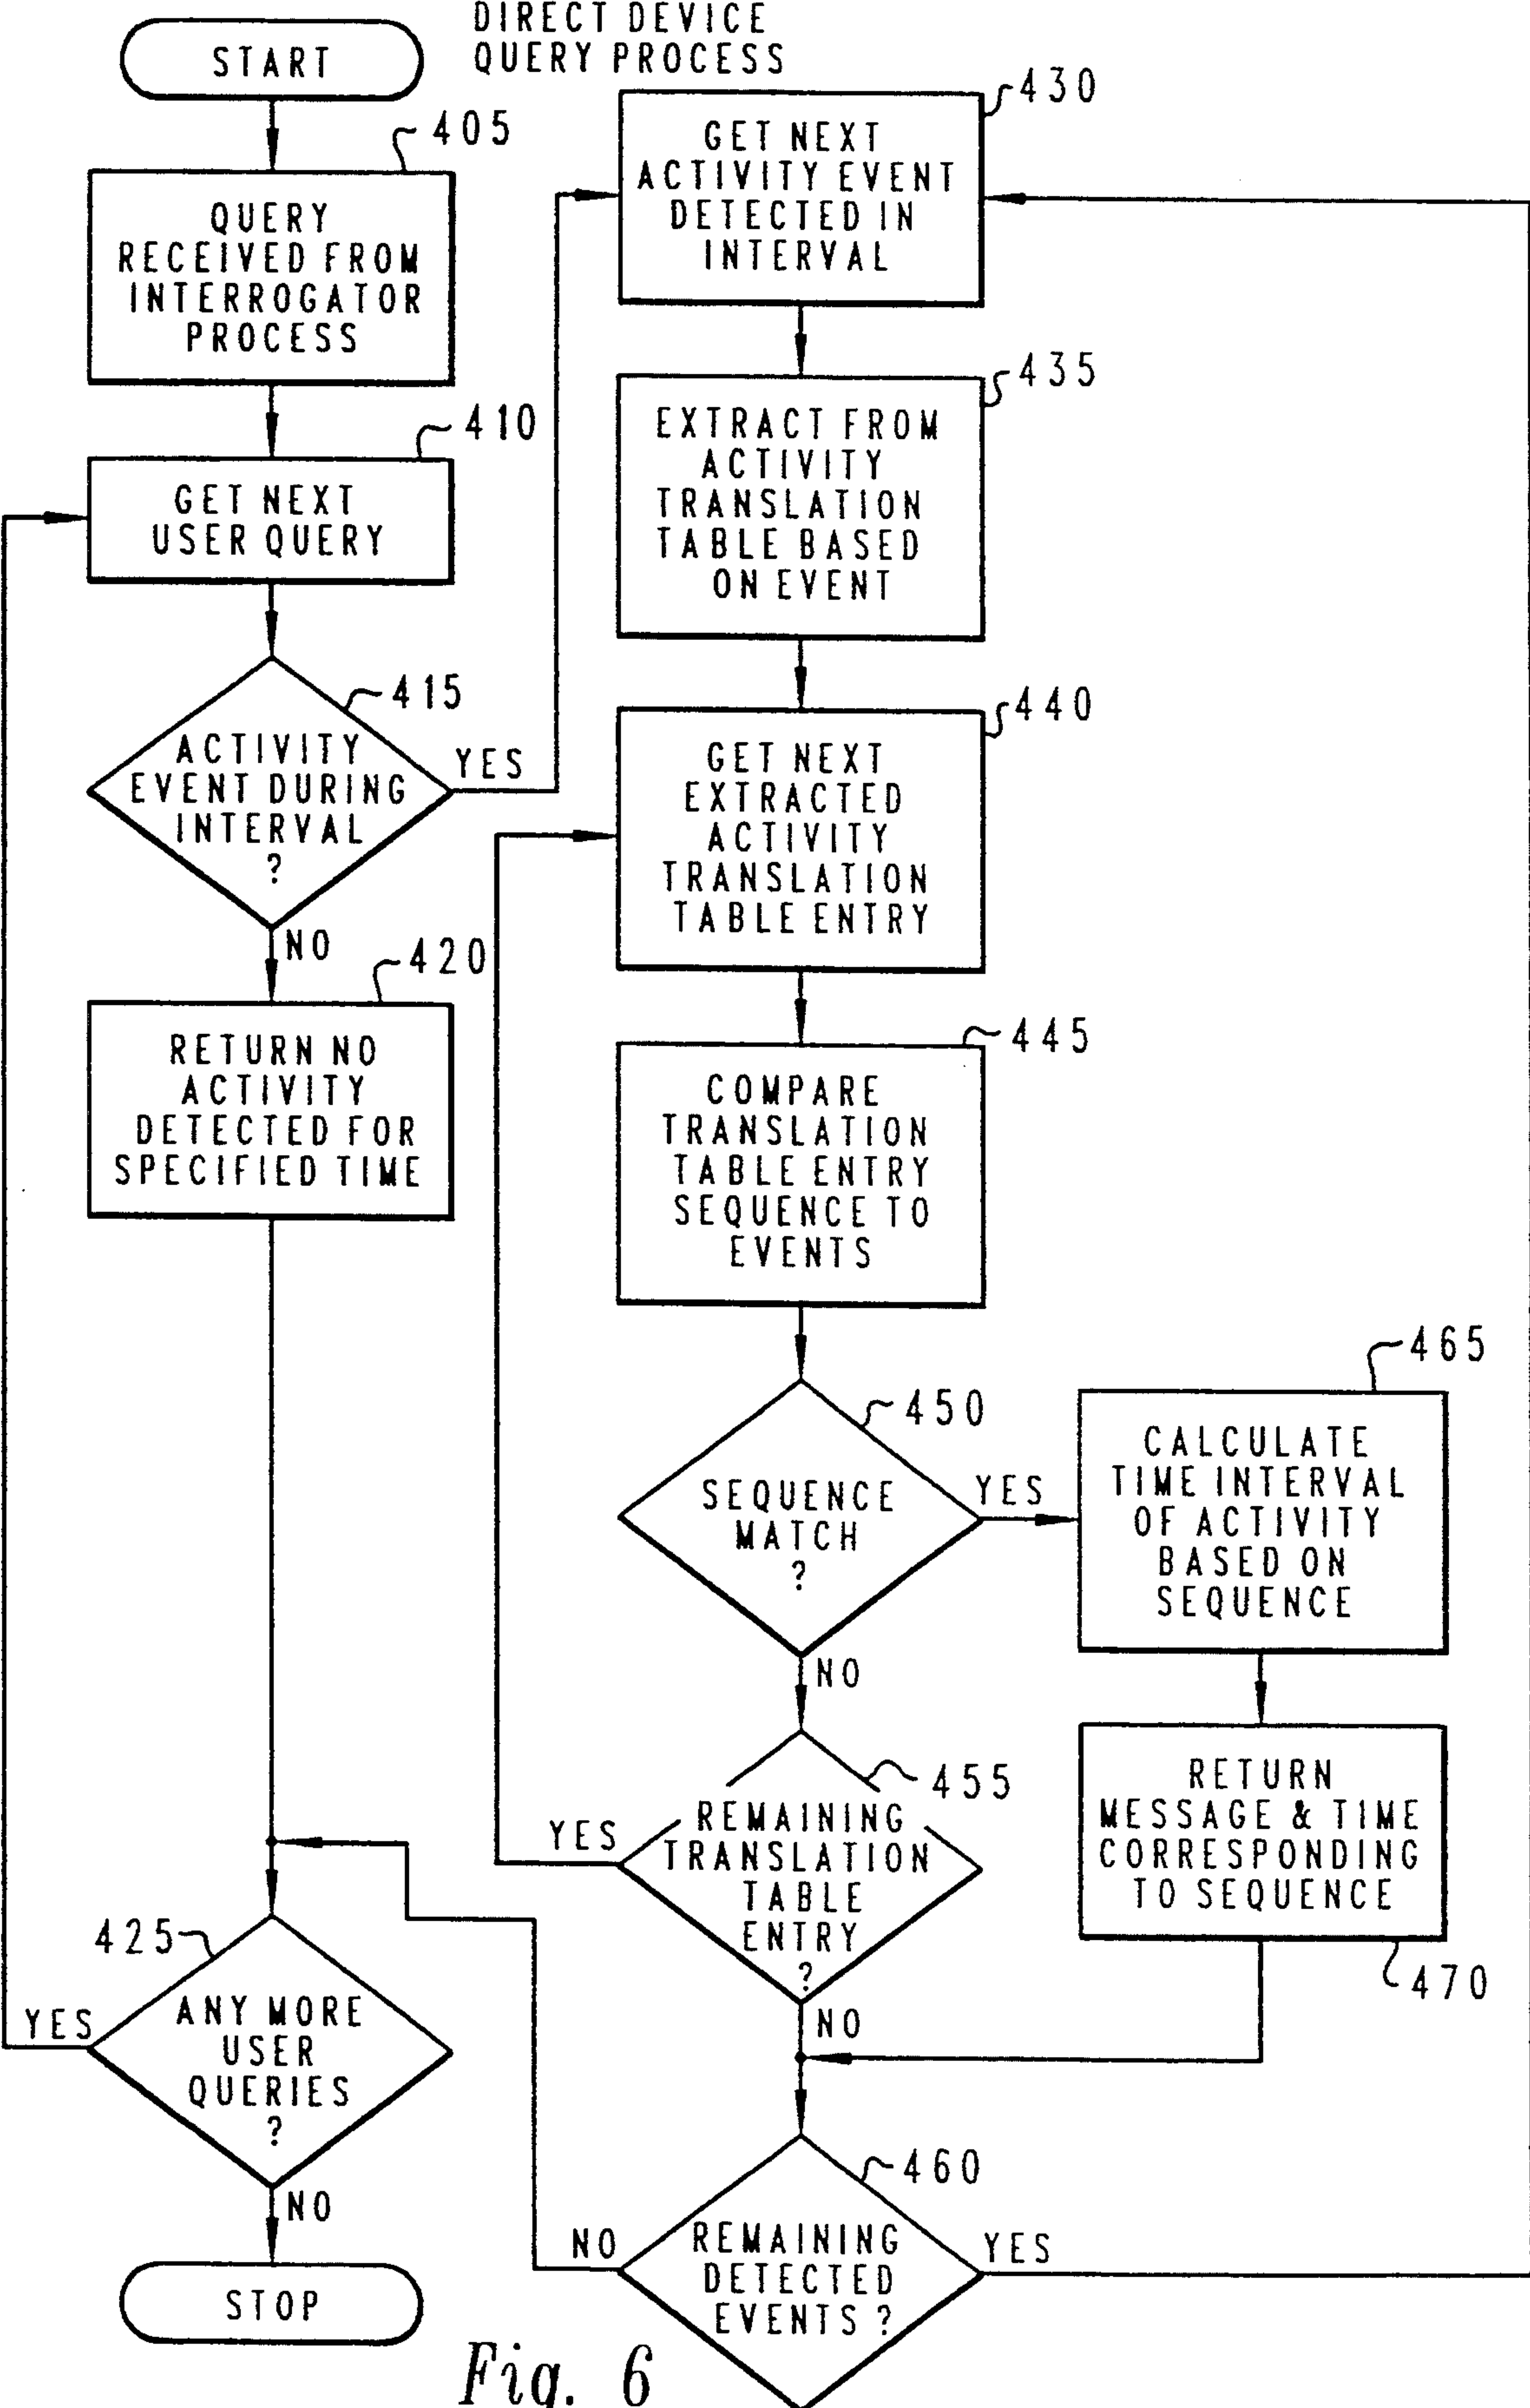 DIRECT DEVICE
QUERY PROCESS
START
405
QUERY
RECEIVED FROM
INTERROGATOR
PROCESS
410
GET NEXT
USER QUERY
415
ACTIVITY
EVENT DURING
INTERVAL
?
YES
NO
420
RETURN NO
ACTIVITY
DETECTED FOR
SPECIFIED TIME
425
ANY MORE
USER
QUERIES
?
YES
NO
STOP
430
GET NEXT
ACTIVITY EVENT
DETECTED IN
INTERVAL
435
EXTRACT FROM
ACTIVITY
TRANSLATION
TABLE BASED
ON EVENT
440
GET NEXT
EXTRACTED
ACTIVITY
TRANSLATION
TABLE ENTRY
445
COMPARE
TRANSLATION
TABLE ENTRY
SEQUENCE TO
EVENTS
450
SEQUENCE
MATCH
?
YES
NO
455
REMAINING
TRANSLATION
TABLE
ENTRY
?
YES
NO
460
REMAINING
DETECTED
EVENTS ?
NO
YES
465
CALCULATE
TIME INTERVAL
OF ACTIVITY
BASED ON
SEQUENCE
RETURN
MESSAGE & TIME
CORRESPONDING
TO SEQUENCE
470
Fig. 6